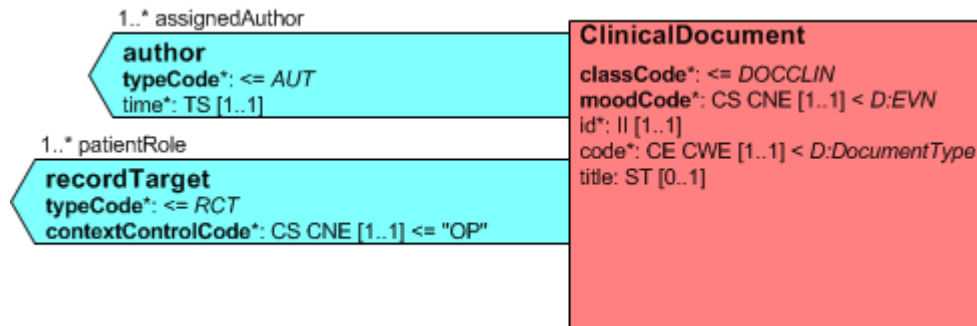 1..* assignedAuthor
author
typeCode*: <= AUT
time*: TS [1..1]
1..* patientRole
recordTarget
typeCode*: <= RCT
contextControlCode*: CS CNE [1..1] <= "OP"
ClinicalDocument
classCode*: <= DOCCLIN
moodCode*: CS CNE [1..1] < D:EVN
id*: II [1..1]
code*: CE CWE [1..1] < D:DocumentType
title: ST [0..1]